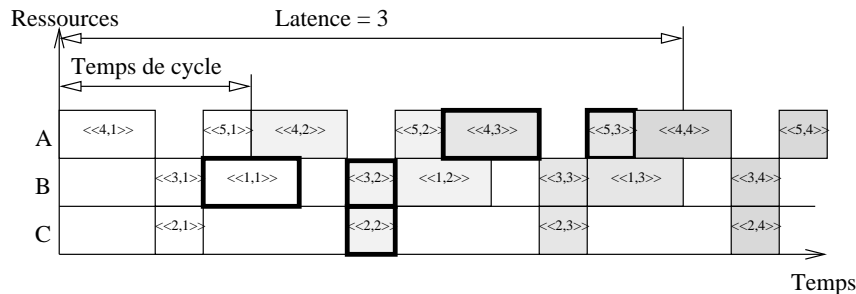 Ressources
Latence = 3
Temps de cycle
A
<<4,1>> <<5,1>> <<4,2>> <<5,2>> <<4,3>> <<5,3>> <<4,4>> <<5,4>>
B
<<3,1>> <<1,1>> <<3,2>> <<1,2>> <<3,3>> <<1,3>> <<3,4>>
C
<<2,1>> <<2,2>> <<2,3>> <<2,4>>
Temps